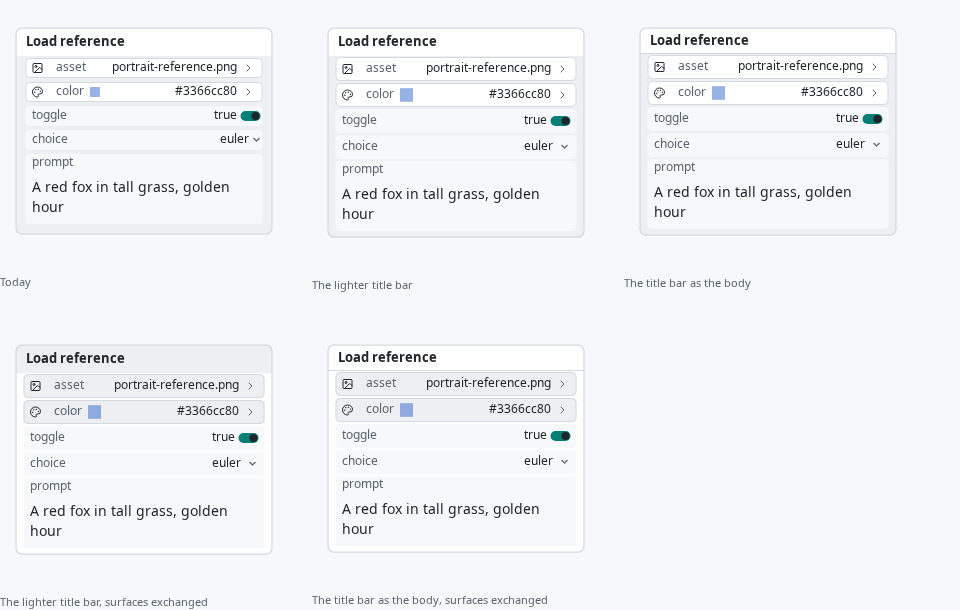 Load reference
asset portrait-reference.png
color #3366cc80
toggle true
choice euler
prompt
A red fox in tall grass, golden
hour
Today
Load reference
asset portrait-reference.png
color #3366cc80
toggle true
choice euler
prompt
A red fox in tall grass, golden
hour
The lighter title bar
Load reference
asset portrait-reference.png
color #3366cc80
toggle true
choice euler
prompt
A red fox in tall grass, golden
hour
The title bar as the body
Load reference
asset portrait-reference.png
color #3366cc80
toggle true
choice euler
prompt
A red fox in tall grass, golden
hour
The lighter title bar, surfaces exchanged
Load reference
asset portrait-reference.png
color #3366cc80
toggle true
choice euler
prompt
A red fox in tall grass, golden
hour
The title bar as the body, surfaces exchanged